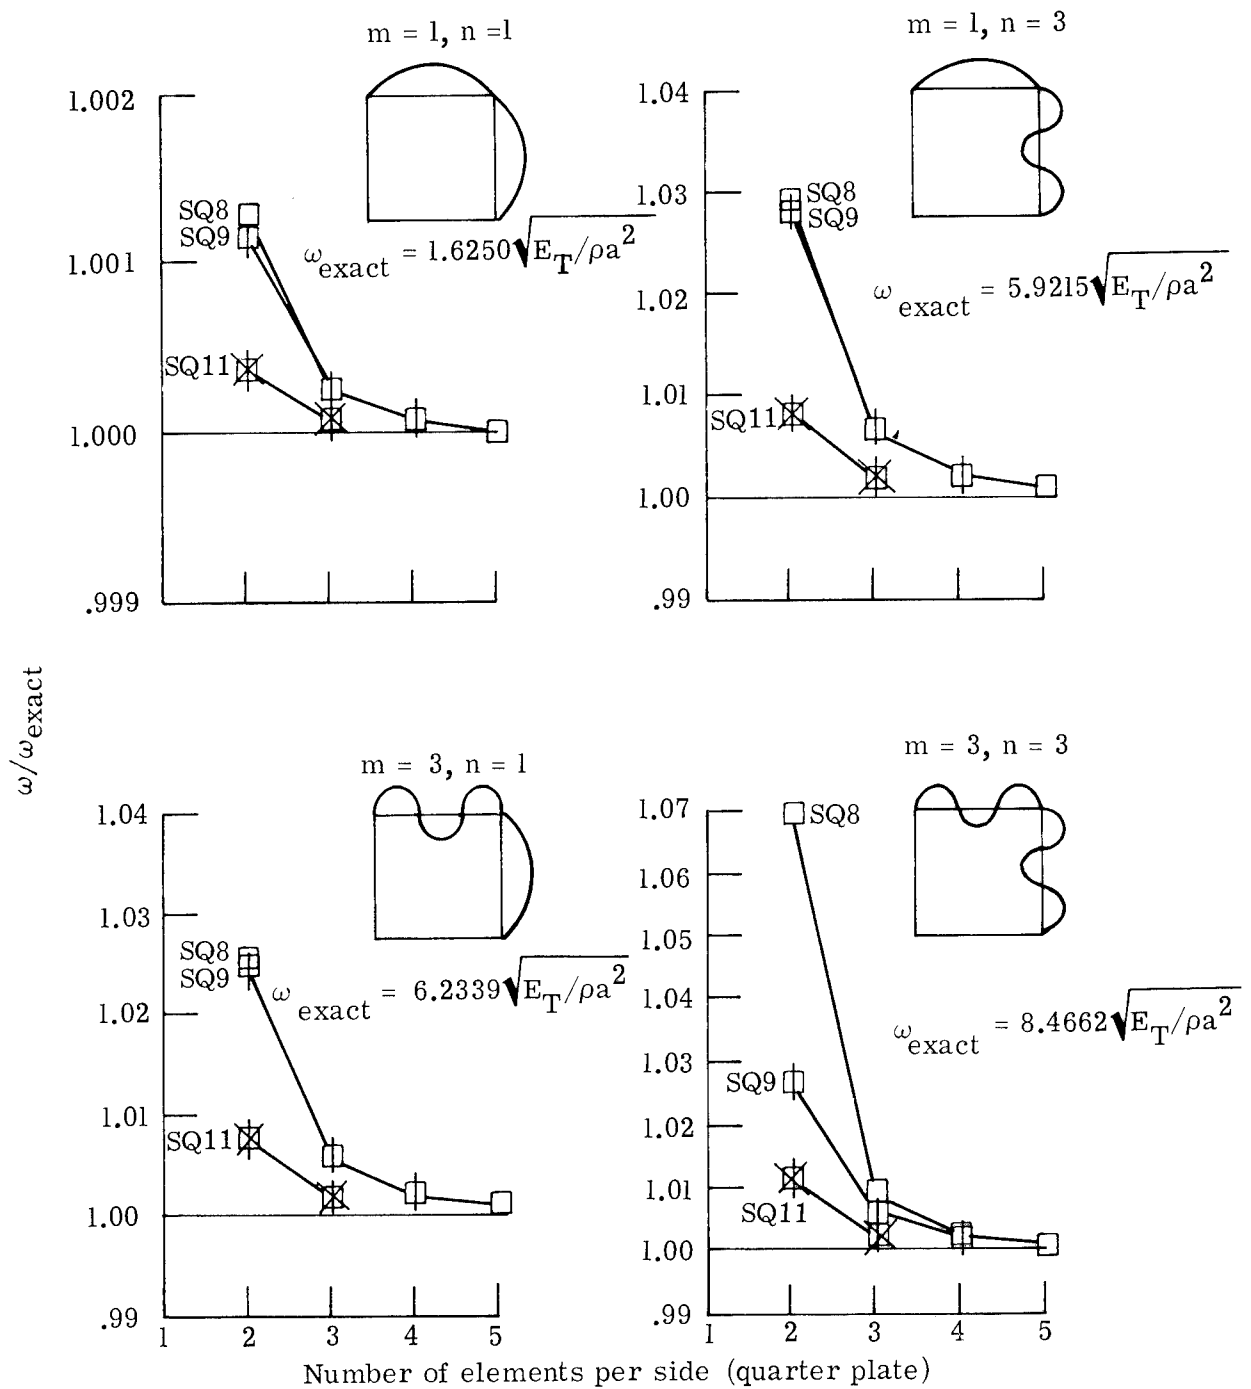 m = 1, n =1
1.002
SQ8
SQ9
ω_exact = 1.6250√E_T/ρa²
1.001
SQ11
1.000
.999
m = 1, n = 3
1.04
1.03
SQ8
SQ9
ω_exact = 5.9215√E_T/ρa²
1.02
1.01
SQ11
1.00
.99
ω/ω_exact
m = 3, n = 1
1.04
1.03
SQ8
SQ9
ω_exact = 6.2339√E_T/ρa²
1.02
1.01
SQ11
1.00
.99
1 2 3 4 5
m = 3, n = 3
1.07
SQ8
1.06
1.05
1.04
ω_exact = 8.4662√E_T/ρa²
1.03
SQ9
1.02
1.01
SQ11
1.00
.99
1 2 3 4 5
Number of elements per side (quarter plate)